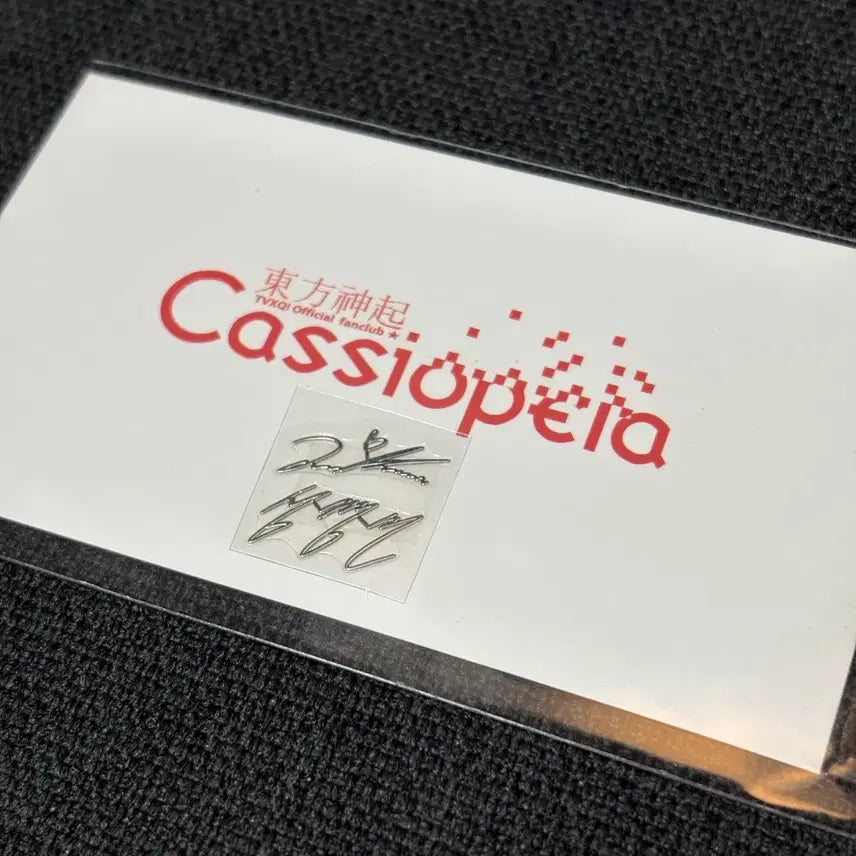 東方神起
TVXQ! Official fanclub ★
Cassiopeia